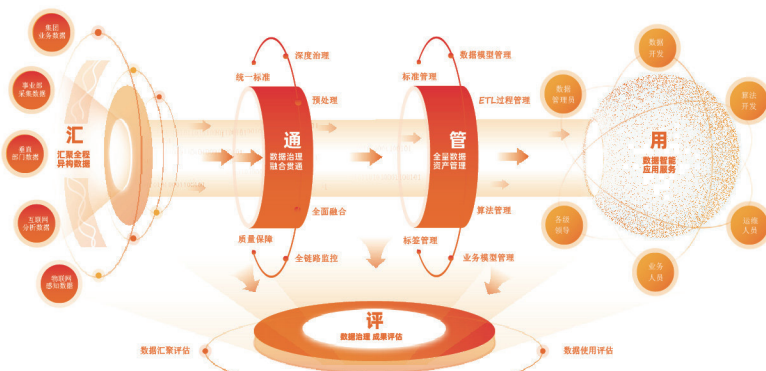 集团
业务数据
事业部
采集数据
垂直
部门数据
互联网
分析数据
物联网
感知数据
汇
汇聚全程
异构数据
深度治理
统一标准
预处理
通
数据治理
融合贯通
全面融合
质量保障
全链路监控
数据模型管理
标准管理
ETL过程管理
管
全量数据
资产管理
算法管理
标签管理
业务模型管理
数据
开发
数据
管理员
算法
开发
用
数据智能
应用服务
各级
领导
运维
人员
业务
人员
评
数据治理 成果评估
数据汇聚评估
数据使用评估